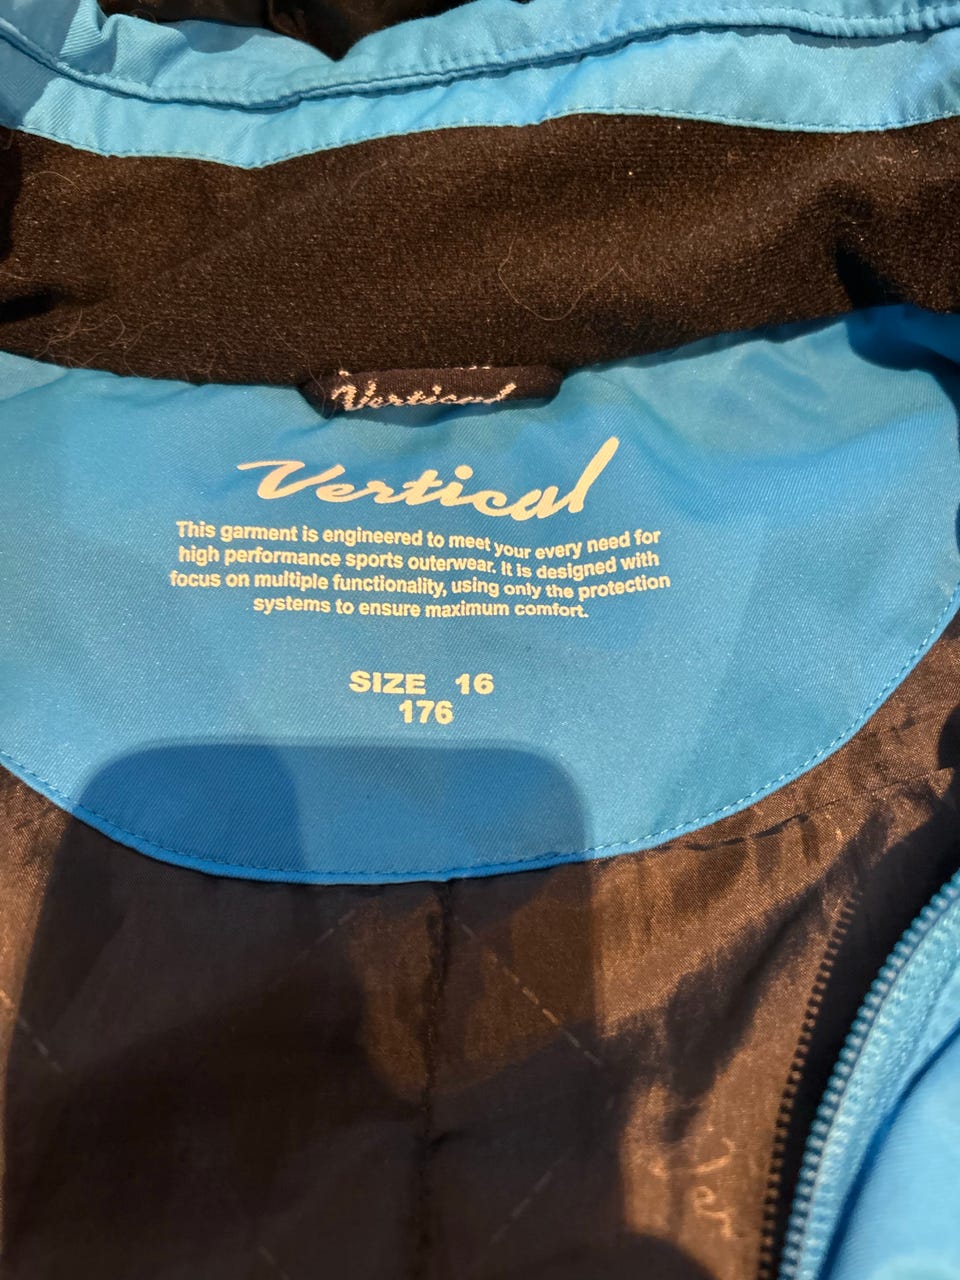 Vertical
Vertical
This garment is engineered to meet your every need for
high performance sports outerwear. It is designed with
focus on multiple functionality, using only the protection
systems to ensure maximum comfort.
SIZE 16
176